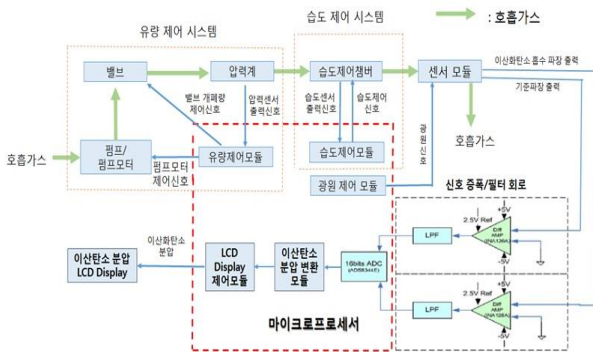 유량 제어 시스템
습도 제어 시스템
: 호흡가스
밸브
압력계
습도제어챔버
센서 모듈
이산탄소 흡수 파장 출력
기준파장 출력
밸브 개폐량
제어신호
압력센서
출력신호
습도센서
출력신호
습도제어
신호
광원
신호
호흡가스
호흡가스
펌프/
펌프모터
펌프모터
제어신호
유량제어모듈
습도제어모듈
광원 제어 모듈
신호 증폭/필터 회로
+5V
2.5V Ref
LPF
Diff
AMP
(INA126A)
-5V
이산화탄소
분압
이산탄소 분압
LCD Display
LCD
Display
제어모듈
이산탄소
분압 변환
모듈
16bits ADC
+5V
2.5V Ref
LPF
Diff
AMP
(INA126A)
-5V
마이크로프로세서